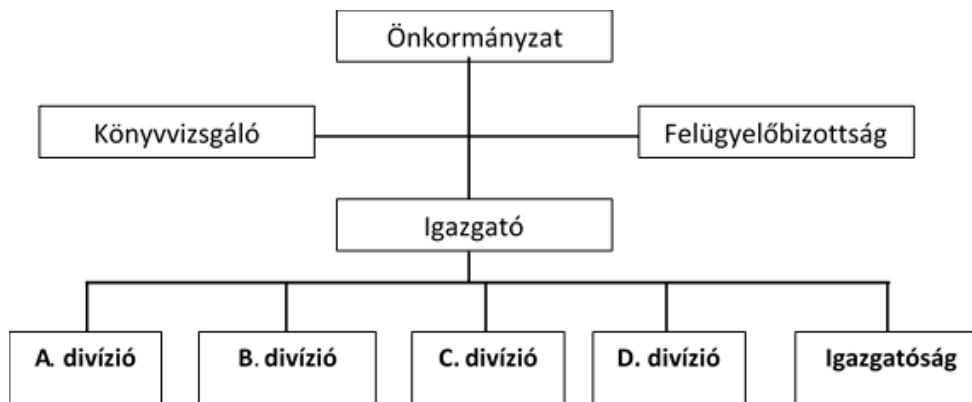 Önkormányzat
Könyvvizsgáló
Felügyelőbizottság
Igazgató
A. divízió
B. divízió
C. divízió
D. divízió
Igazgatóság